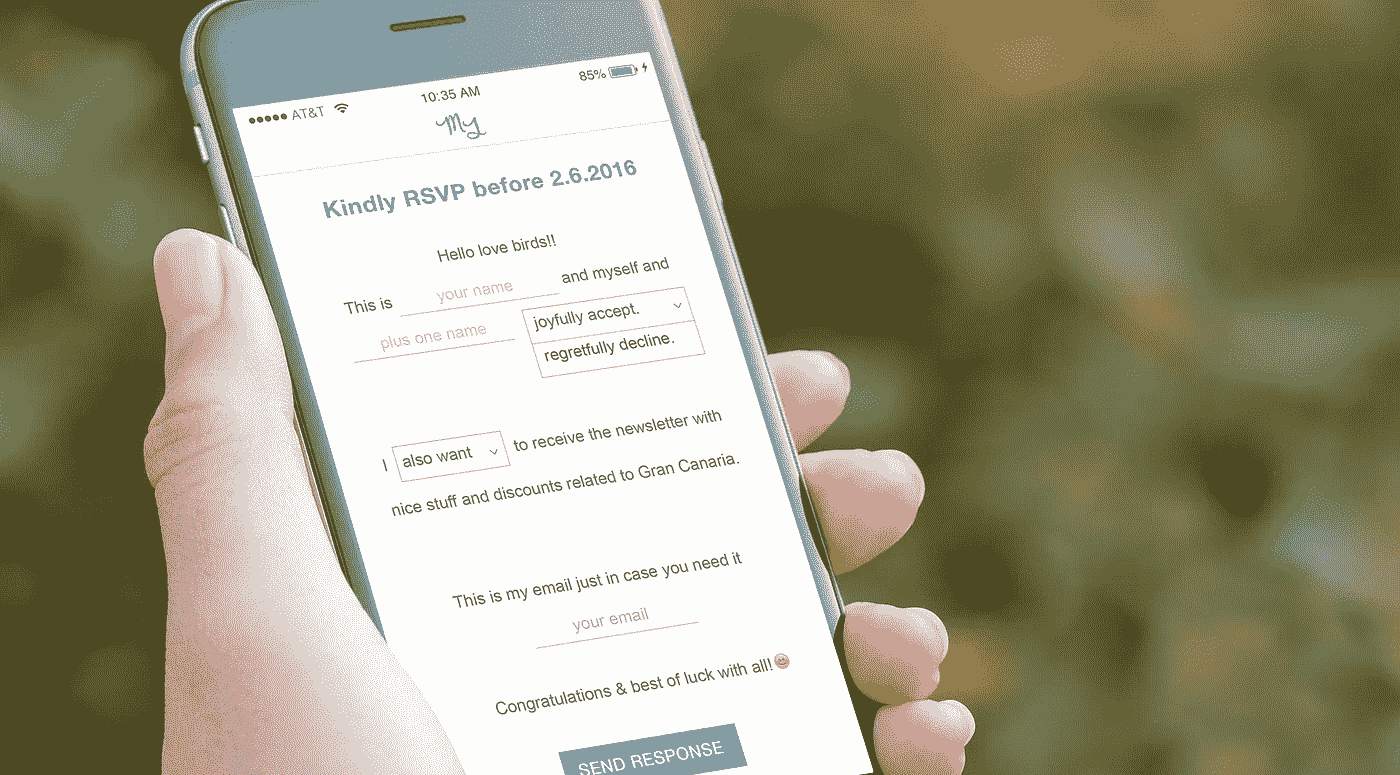 AT&T 10:35 AM 85%
My
Kindly RSVP before 2.6.2016
Hello love birds!!
This is your name and myself and
plus one name joyfully accept.
regretfully decline.
I also want to receive the newsletter with
nice stuff and discounts related to Gran Canaria.
This is my email just in case you need it
your email
Congratulations & best of luck with all!
SEND RESPONSE